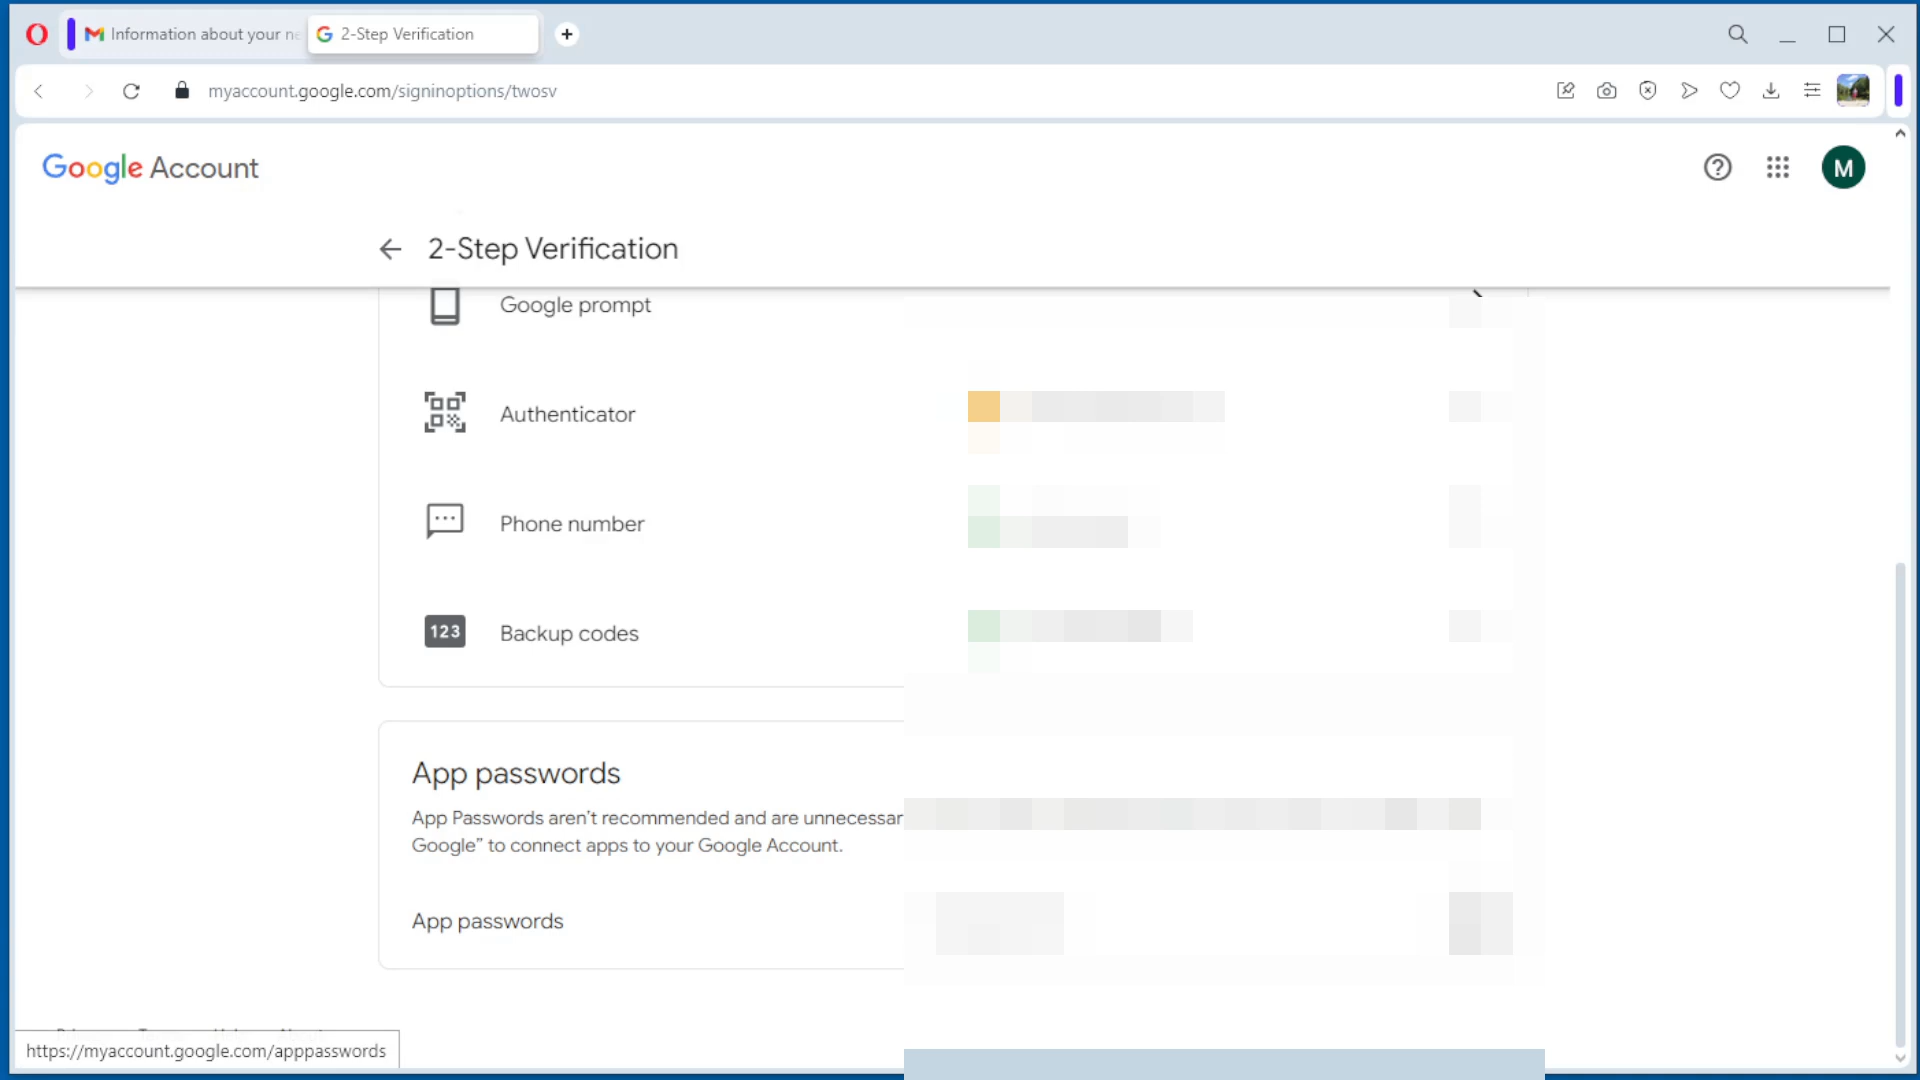 Information about your ne
2-Step Verification
myaccount.google.com/signinoptions/twosv
Google Account
M
2-Step Verification
Google prompt
Authenticator
Phone number
123
Backup codes
App passwords
App Passwords aren't recommended and are unnecessar
Google” to connect apps to your Google Account.
App passwords
https://myaccount.google.com/apppasswords